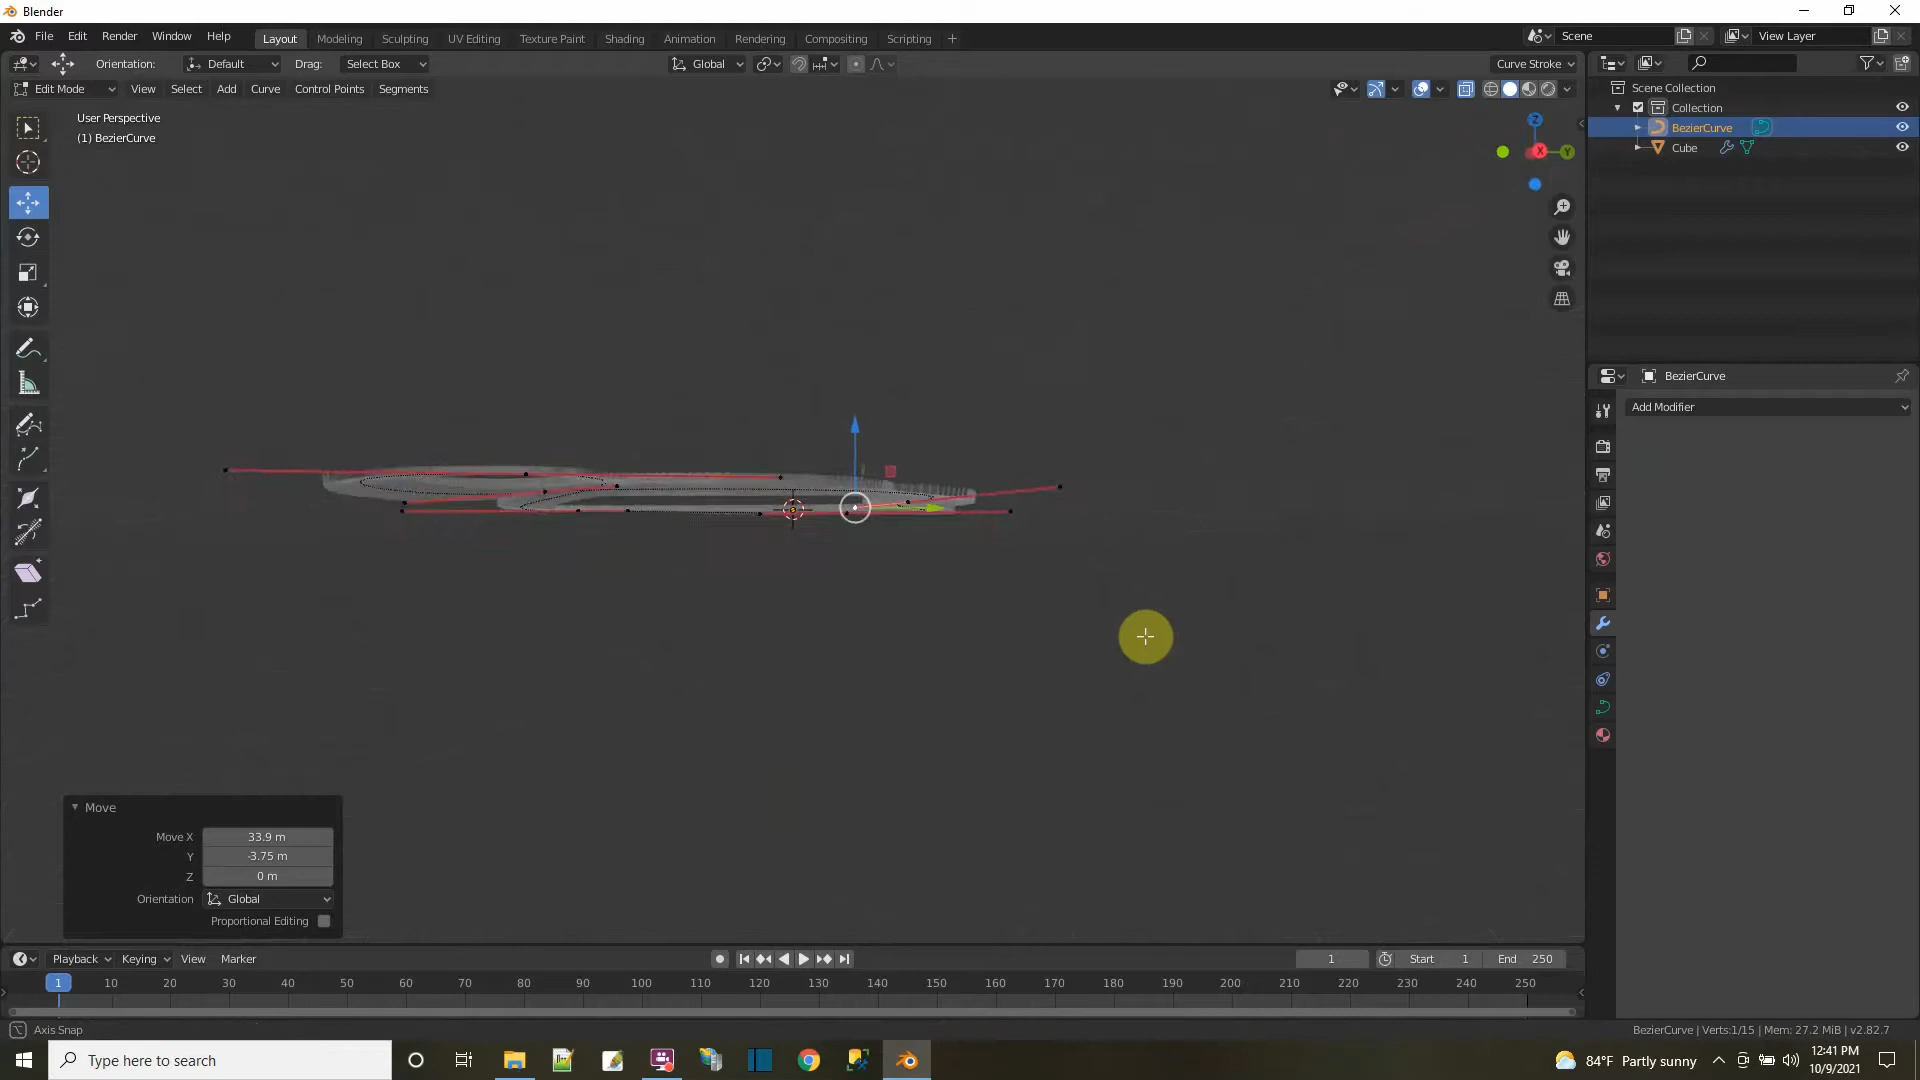 Blender
File Edit Render Window Help
Layout Modeling Sculpting UV Editing Texture Paint Shading Animation Rendering Compositing Scripting
Scene
View Layer
Orientation: Default Drag: Select Box
Global
Curve Stroke
Edit Mode View Select Add Curve Control Points Segments
User Perspective
(1) BezierCurve
Z
X
Y
Scene Collection
Collection
BezierCurve
Cube
BezierCurve
Add Modifier
Move
Move X 33.9 m
Y -3.75 m
Z 0 m
Orientation Global
Proportional Editing
Playback Keying View Marker
1 Start 1 End 250
1 10 20 30 40 50 60 70 80 90 100 110 120 130 140 150 160 170 180 190 200 210 220 230 240 250
Axis Snap
BezierCurve | Verts:1/15 | Mem: 27.2 MiB | v2.82.7
Type here to search
84°F Partly sunny
12:41 PM
10/9/2021